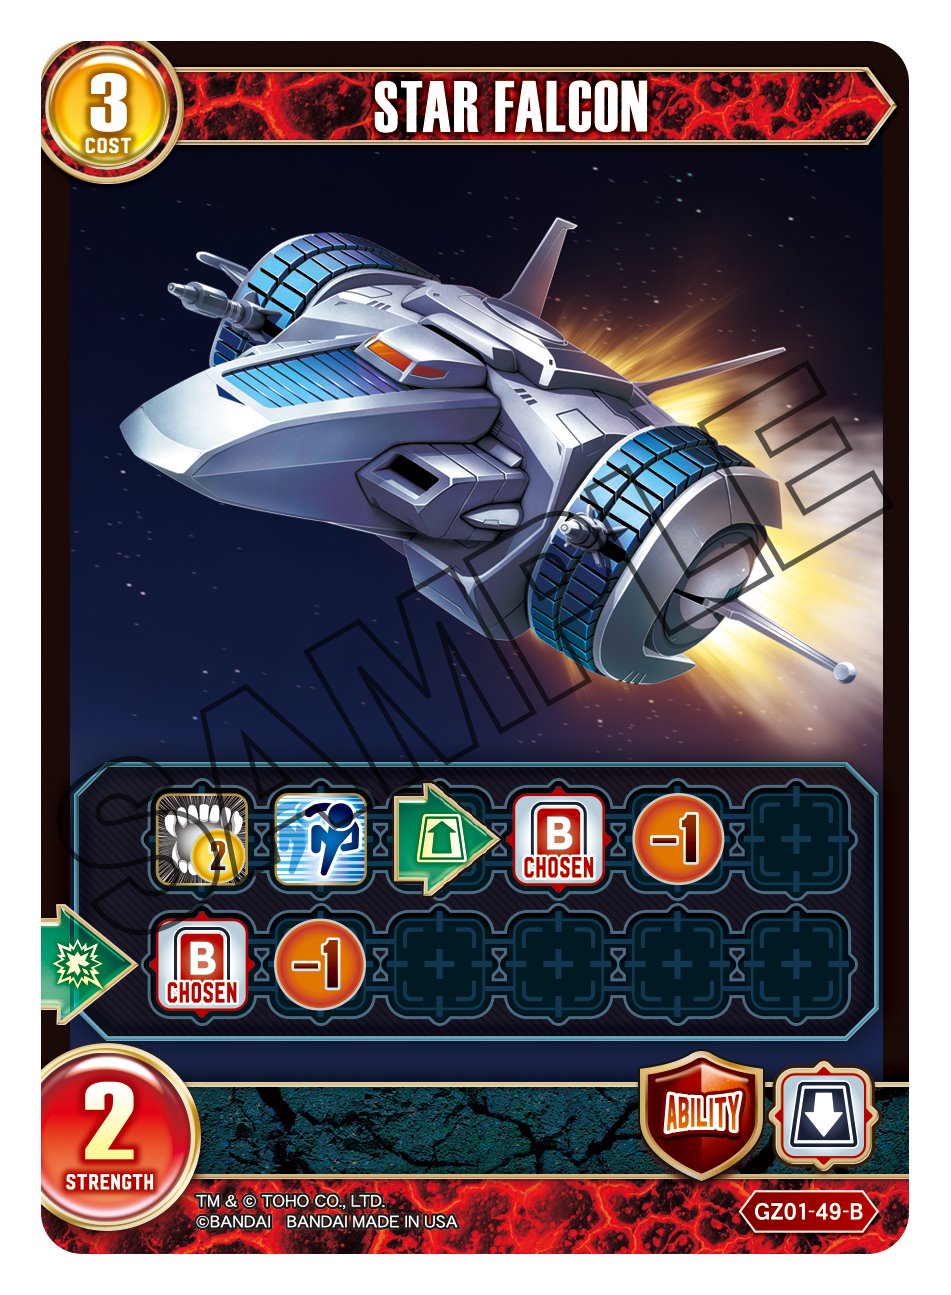 3
COST
STAR FALCON
SAMPLE
2
B
CHOSEN
-1
B
CHOSEN
-1
2
STRENGTH
ABILITY
TM & © TOHO CO., LTD.
©BANDAI BANDAI MADE IN USA
GZ01-49-B